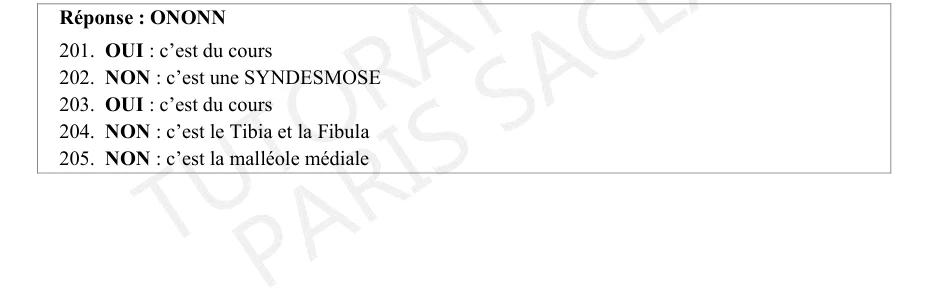 Réponse : ONONN
201. OUI : c’est du cours
202. NON : c’est une SYNDESMOSE
203. OUI : c’est du cours
204. NON : c’est le Tibia et la Fibula
205. NON : c’est la malléole médiale
TUTORAT
PARIS SACLA